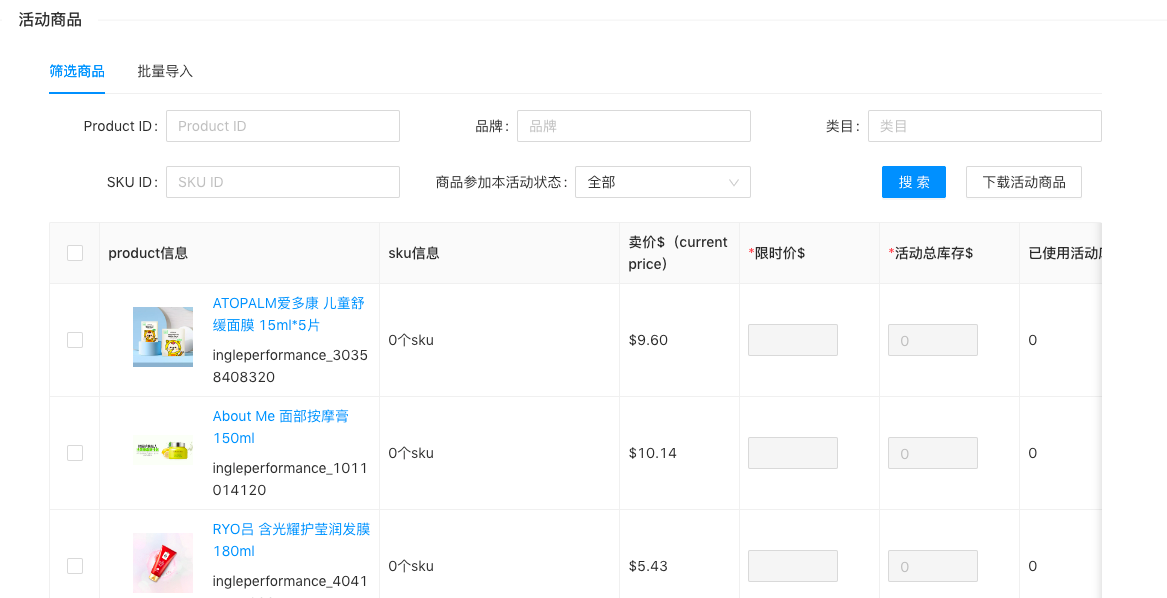 活动商品
筛选商品 批量导入
Product ID: Product ID 品牌: 品牌 类目: 类目
SKU ID: SKU ID 商品参加本活动状态: 全部 搜 索 下载活动商品
product信息 sku信息 卖价$（current price） *限时价$ *活动总库存$ 已使用活动
ATOPALM爱多康 儿童舒
缓面膜 15ml*5片
ingleperformance_3035
8408320
0个sku $9.60 0 0
About Me 面部按摩膏
150ml
ingleperformance_1011
014120
0个sku $10.14 0 0
RYO吕 含光耀护莹润发膜
180ml
ingleperformance_4041
0个sku $5.43 0 0